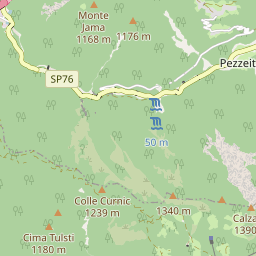 Monte
Jama
1168 m
1176 m
Pezzeit
SP76
50 m
Colle Curnic
1239 m
1340 m
Calza
1390
Cima Tulsti
1180 m